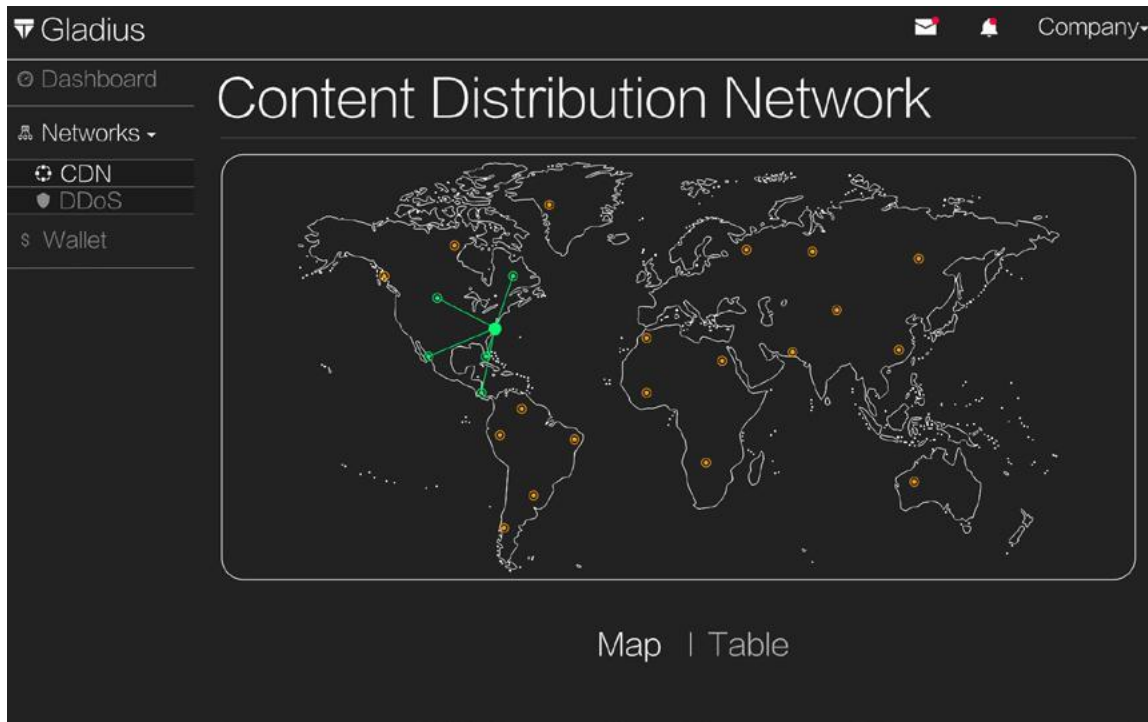 Gladius
Company
Dashboard
Networks
CDN
DDoS
$ Wallet
Content Distribution Network
Map | Table